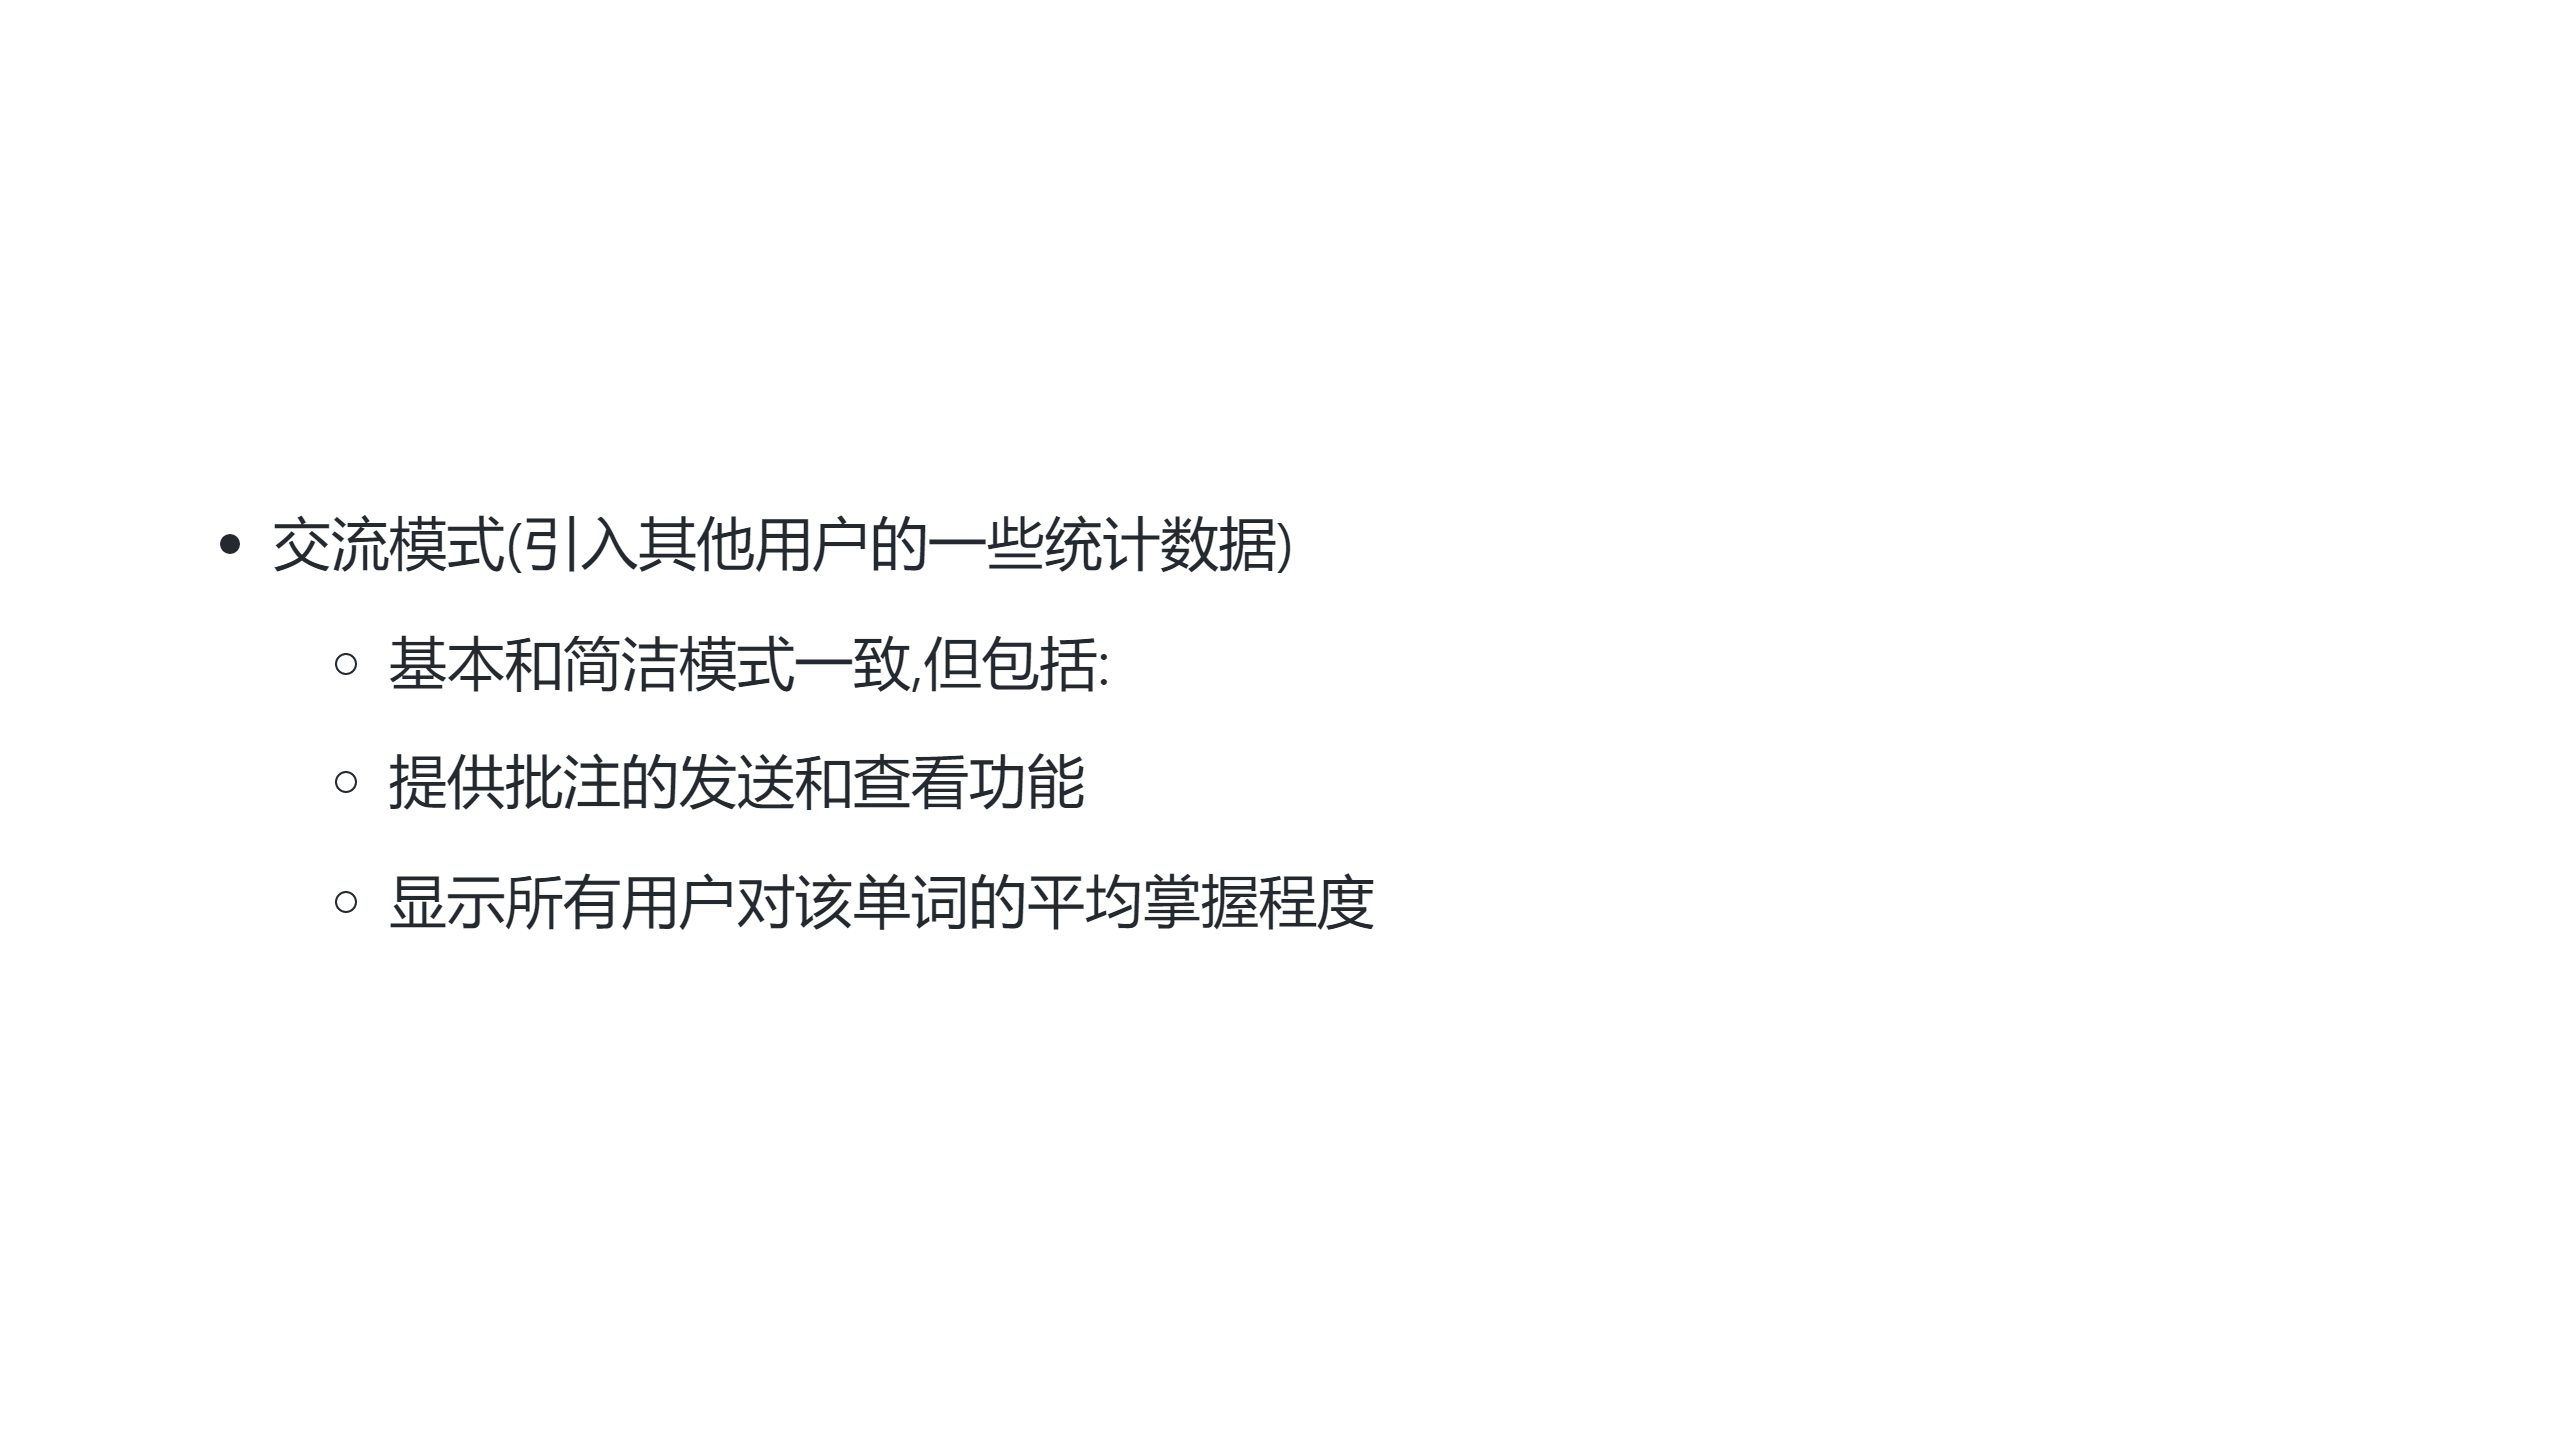 交流模式(引入其他用户的一些统计数据)
基本和简洁模式一致,但包括:
提供批注的发送和查看功能
显示所有用户对该单词的平均掌握程度